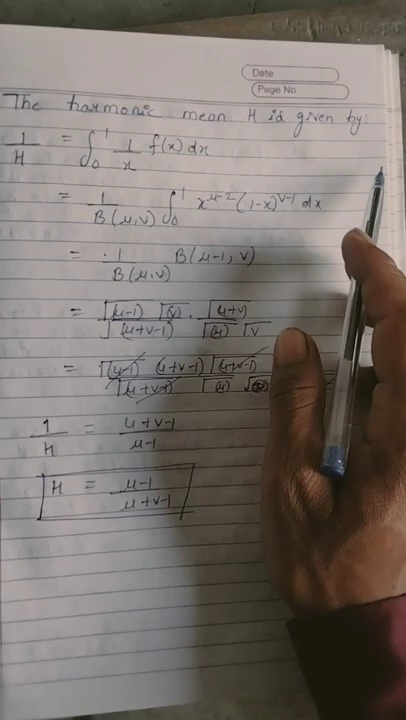 Date
Page No
The harmonic mean H is given by:
1/H = ∫₀¹ 1/x f(x) dx
= 1/B(μ,ν) ∫₀¹ x^μ-2 (1-x)^ν-1 dx
= 1/B(μ,ν) B(μ-1, ν)
= Γ(μ-1) Γ(ν) / Γ(μ+ν-1) · Γ(μ+ν) / Γ(μ) Γν
= Γ(μ-1) (μ+ν-1) Γ(μ+ν-1) / Γ(μ+ν-1) Γ(μ)
1/H = μ+ν-1 / μ-1
H = μ-1 / μ+ν-1